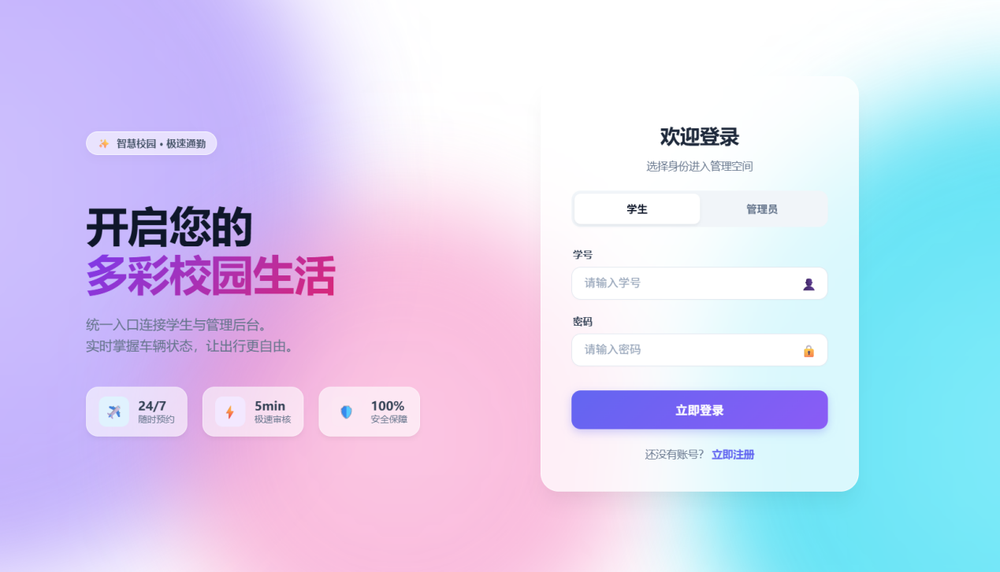 智慧校园 • 极速通勤
开启您的
多彩校园生活
统一入口连接学生与管理后台。
实时掌握车辆状态，让出行更自由。
24/7
随时预约
5min
极速审核
100%
安全保障
欢迎登录
选择身份进入管理空间
学生
管理员
学号
请输入学号
密码
请输入密码
立即登录
还没有账号？ 立即注册